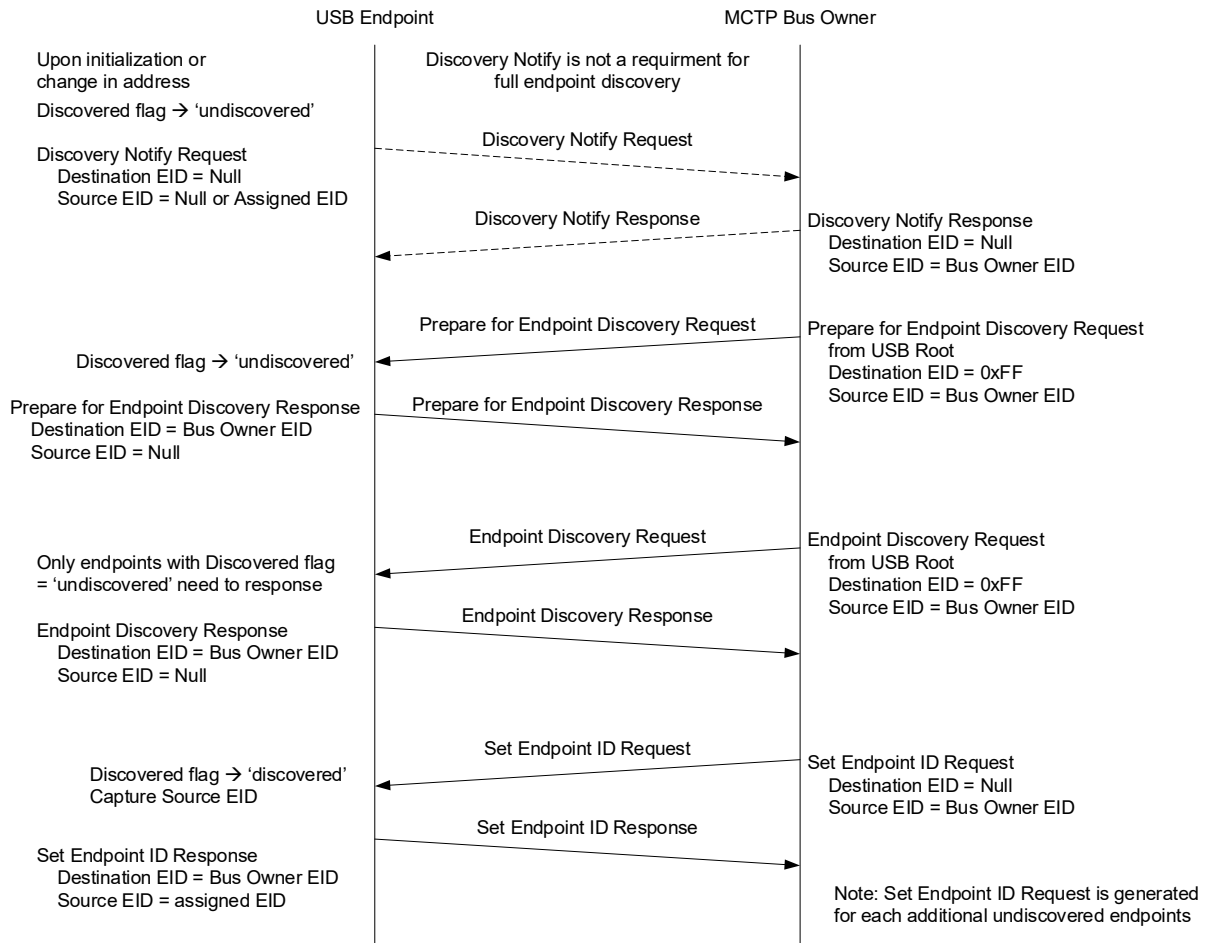 USB Endpoint
MCTP Bus Owner
Upon initialization or
change in address
Discovered flag → ‘undiscovered’
Discovery Notify is not a requirment for
full endpoint discovery
Discovery Notify Request
Discovery Notify Request
Destination EID = Null
Source EID = Null or Assigned EID
Discovery Notify Response
Discovery Notify Response
Destination EID = Null
Source EID = Bus Owner EID
Prepare for Endpoint Discovery Request
Prepare for Endpoint Discovery Request
from USB Root
Destination EID = 0xFF
Source EID = Bus Owner EID
Discovered flag → ‘undiscovered’
Prepare for Endpoint Discovery Response
Destination EID = Bus Owner EID
Source EID = Null
Prepare for Endpoint Discovery Response
Endpoint Discovery Request
Endpoint Discovery Request
from USB Root
Destination EID = 0xFF
Source EID = Bus Owner EID
Only endpoints with Discovered flag
= ‘undiscovered’ need to response
Endpoint Discovery Response
Endpoint Discovery Response
Destination EID = Bus Owner EID
Source EID = Null
Set Endpoint ID Request
Set Endpoint ID Request
Destination EID = Null
Source EID = Bus Owner EID
Discovered flag → ‘discovered’
Capture Source EID
Set Endpoint ID Response
Set Endpoint ID Response
Destination EID = Bus Owner EID
Source EID = assigned EID
Note: Set Endpoint ID Request is generated
for each additional undiscovered endpoints